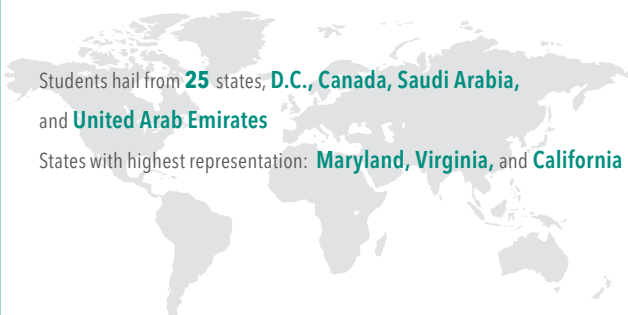 Students hail from 25 states, D.C., Canada, Saudi Arabia,
and United Arab Emirates
States with highest representation: Maryland, Virginia, and California